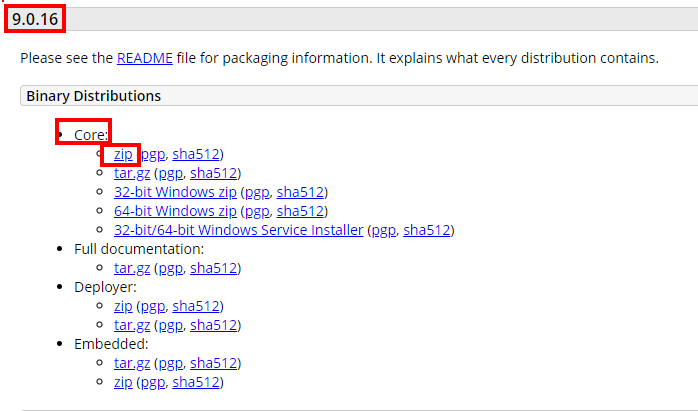 9.0.16
Please see the README file for packaging information. It explains what every distribution contains.
Binary Distributions
• Core:
zip (pgp, sha512)
tar.gz (pgp, sha512)
32-bit Windows zip (pgp, sha512)
64-bit Windows zip (pgp, sha512)
32-bit/64-bit Windows Service Installer (pgp, sha512)
• Full documentation:
tar.gz (pgp, sha512)
• Deployer:
zip (pgp, sha512)
tar.gz (pgp, sha512)
• Embedded:
tar.gz (pgp, sha512)
zip (pgp, sha512)